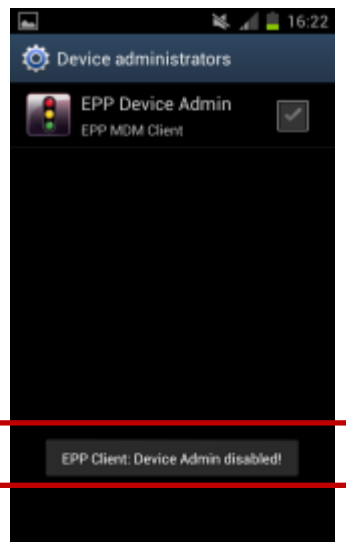 16:22
Device administrators
EPP Device Admin
EPP MDM Client
EPP Client: Device Admin disabled!